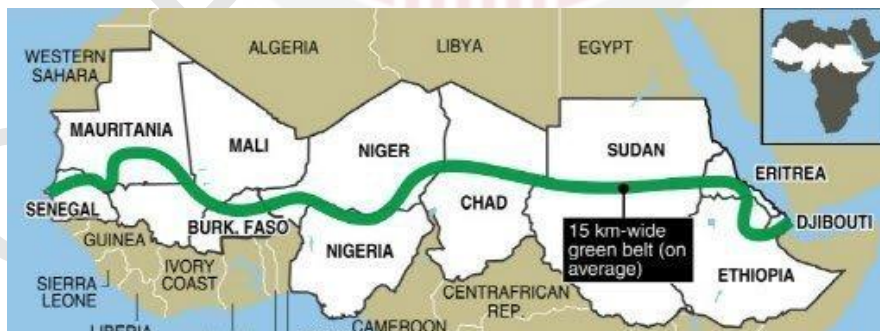 WESTERN
SAHARA
ALGERIA
LIBYA
EGYPT
MAURITANIA
MALI
NIGER
SUDAN
ERITREA
SENEGAL
BURK. FASO
CHAD
DJIBOUTI
GUINEA
NIGERIA
15 km-wide
green belt (on
average)
IVORY
COAST
ETHIOPIA
SIERRA
LEONE
CENTRAFRICAN
REP.
LIBERIA
CAMEROON